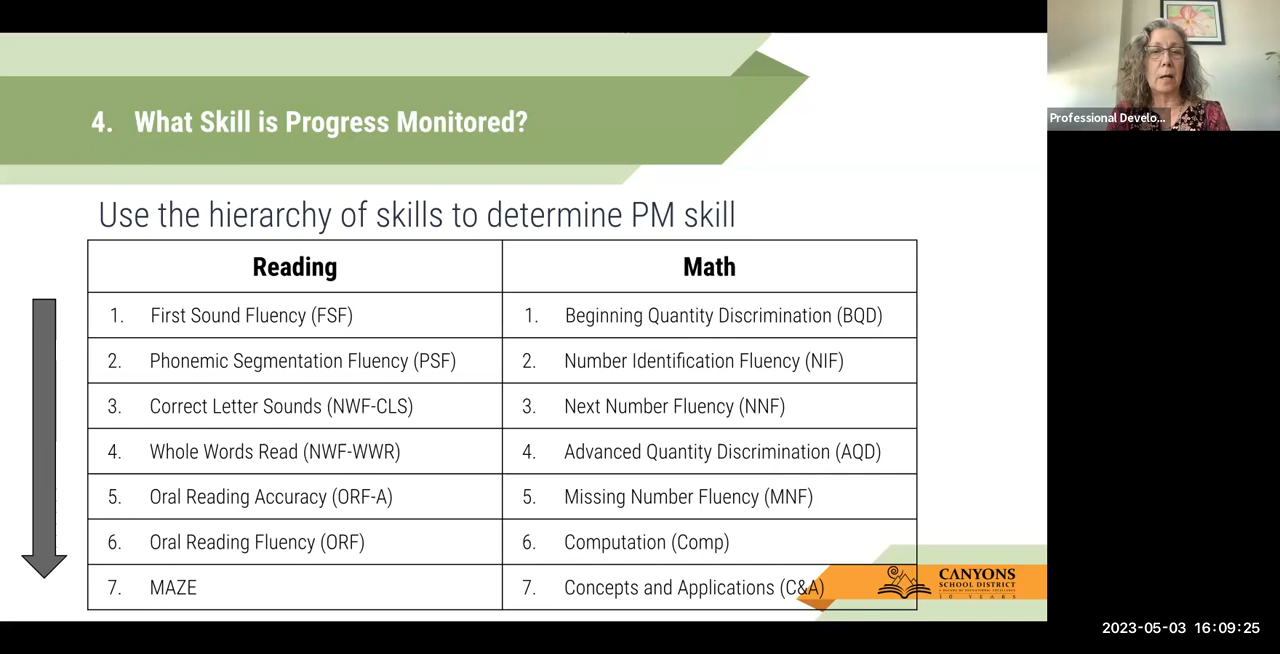 4. What Skill is Progress Monitored?
Professional Develo...
Use the hierarchy of skills to determine PM skill
Reading Math
1. First Sound Fluency (FSF) 1. Beginning Quantity Discrimination (BQD)
2. Phonemic Segmentation Fluency (PSF) 2. Number Identification Fluency (NIF)
3. Correct Letter Sounds (NWF-CLS) 3. Next Number Fluency (NNF)
4. Whole Words Read (NWF-WWR) 4. Advanced Quantity Discrimination (AQD)
5. Oral Reading Accuracy (ORF-A) 5. Missing Number Fluency (MNF)
6. Oral Reading Fluency (ORF) 6. Computation (Comp)
7. MAZE 7. Concepts and Applications (C&A)
CANYONS
SCHOOL DISTRICT
10 YEARS
2023-05-03 16:09:25